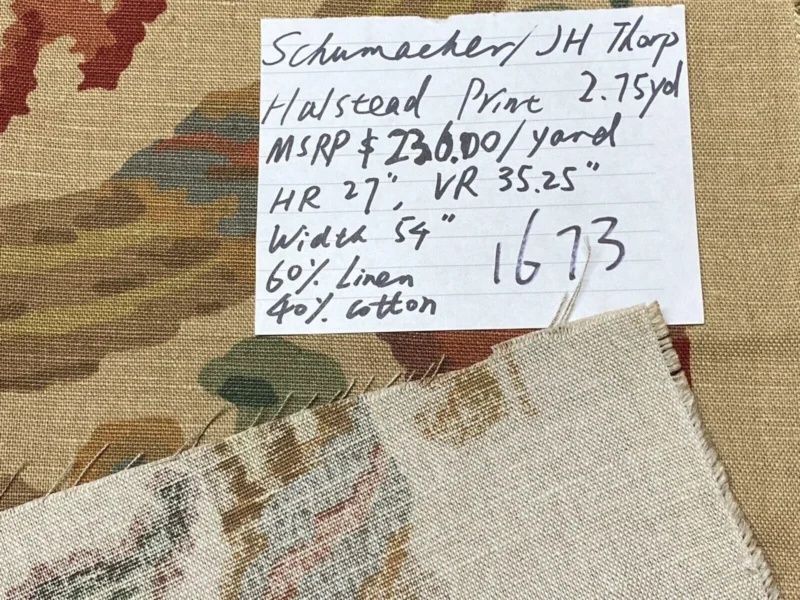 Schumacher/ JH Thorp
Halstead Print 2.75yd
MSRP $236.00/yard
HR 27", VR 35.25"
Width 54"
1673
60% Linen
40% cotton